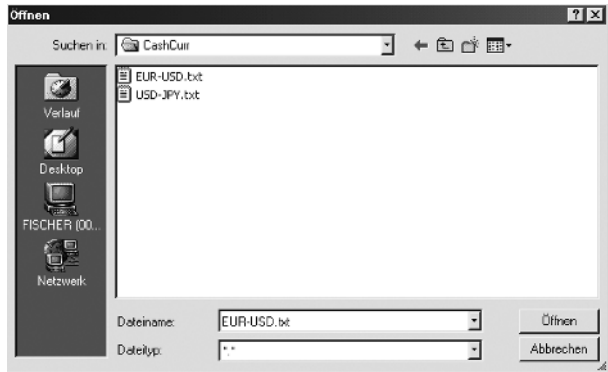 Öffnen
Suchen in: CashCurr
EUR-USD.txt
USD-JPY.txt
Verlauf
Desktop
FISCHER (00...
Netzwerk
Dateiname: EUR-USD.txt Öffnen
Dateityp: *.* Abbrechen